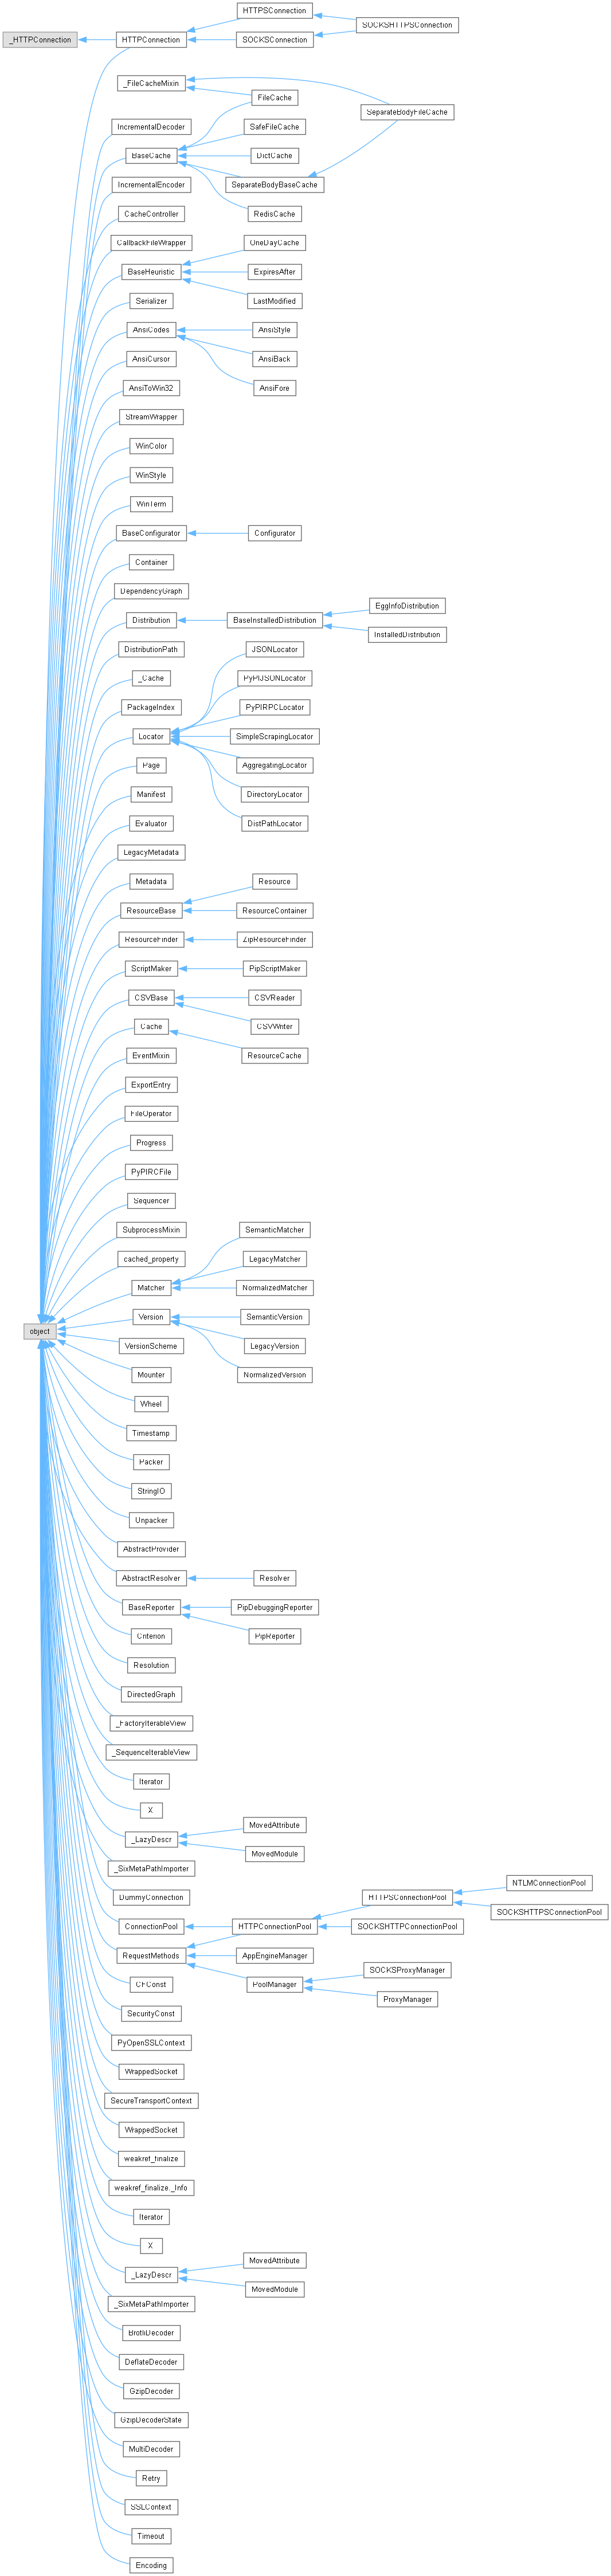 HTTPSConnection
SOCKSHTTPSConnection
_HTTPConnection
HTTPConnection
SOCKSConnection
_FileCacheMixin
FileCache
SeparateBodyFileCache
IncrementalDecoder
SafeFileCache
BaseCache
DictCache
IncrementalEncoder
SeparateBodyBaseCache
CacheController
RedisCache
CallbackFileWrapper
OneDayCache
BaseHeuristic
ExpiresAfter
Serializer
LastModified
AnsiCodes
AnsiStyle
AnsiCursor
AnsiBack
AnsiToWin32
AnsiFore
StreamWrapper
WinColor
WinStyle
WinTerm
BaseConfigurator
Configurator
Container
DependencyGraph
EggInfoDistribution
Distribution
BaseInstalledDistribution
InstalledDistribution
DistributionPath
JSONLocator
_Cache
PyPIJSONLocator
PackageIndex
PyPIRPCLocator
Locator
SimpleScrapingLocator
Page
AggregatingLocator
Manifest
DirectoryLocator
Evaluator
DistPathLocator
LegacyMetadata
Metadata
Resource
ResourceBase
ResourceContainer
ResourceFinder
ZipResourceFinder
ScriptMaker
PipScriptMaker
CSVBase
CSVReader
Cache
CSVWriter
EventMixin
ResourceCache
ExportEntry
FileOperator
Progress
PyPIRCFile
Sequencer
SubprocessMixin
SemanticMatcher
cached_property
LegacyMatcher
Matcher
NormalizedMatcher
Version
SemanticVersion
object
VersionScheme
LegacyVersion
Mounter
NormalizedVersion
Wheel
Timestamp
Packer
StringIO
Unpacker
AbstractProvider
AbstractResolver
Resolver
BaseReporter
PipDebuggingReporter
Criterion
PipReporter
Resolution
DirectedGraph
_FactoryIterableView
_SequenceIterableView
Iterator
X
MovedAttribute
_LazyDescr
MovedModule
_SixMetaPathImporter
NTLMConnectionPool
DummyConnection
HTTPSConnectionPool
SOCKSHTTPSConnectionPool
ConnectionPool
HTTPConnectionPool
SOCKSHTTPConnectionPool
RequestMethods
AppEngineManager
SOCKSProxyManager
CFConst
PoolManager
ProxyManager
SecurityConst
PyOpenSSLContext
WrappedSocket
SecureTransportContext
WrappedSocket
weakref_finalize
weakref_finalize._Info
Iterator
X
MovedAttribute
_LazyDescr
MovedModule
_SixMetaPathImporter
BrotliDecoder
DeflateDecoder
GzipDecoder
GzipDecoderState
MultiDecoder
Retry
SSLContext
Timeout
Encoding